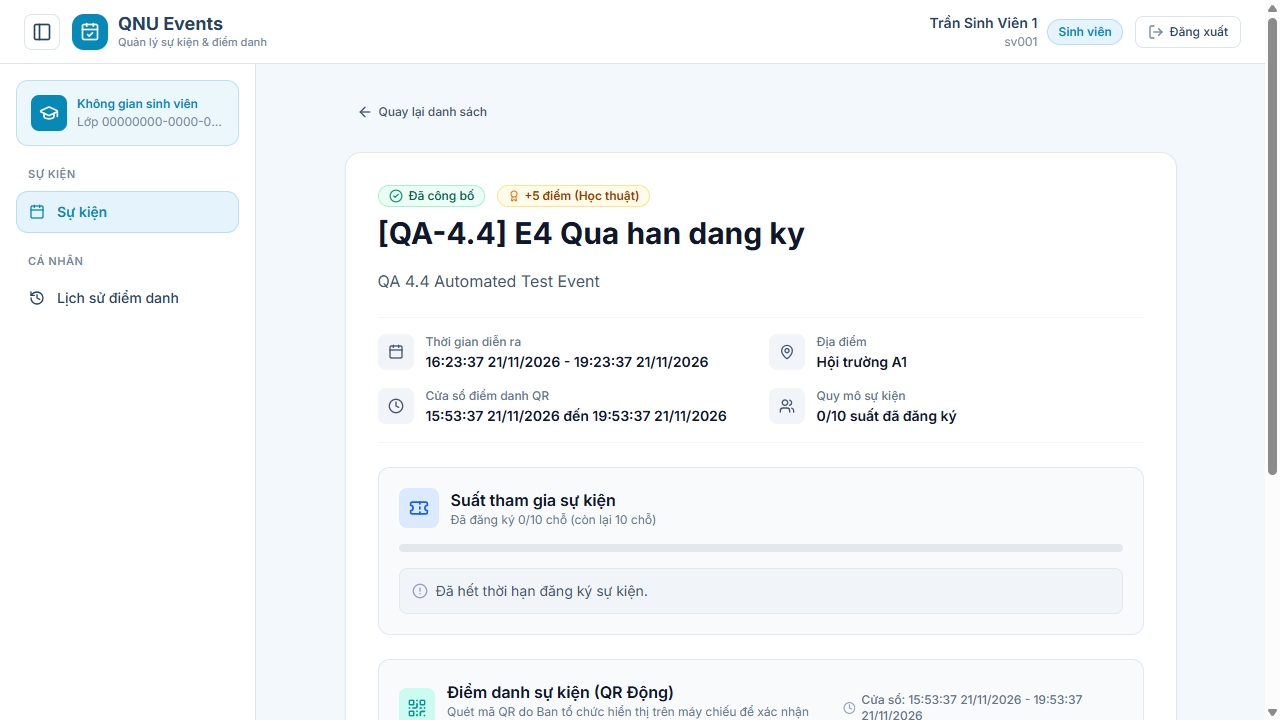 QNU Events
Quản lý sự kiện & điểm danh
Trần Sinh Viên 1
sv001
Sinh viên
Đăng xuất
Không gian sinh viên
Lớp 00000000-0000-0...
SỰ KIỆN
Sự kiện
CÁ NHÂN
Lịch sử điểm danh
Quay lại danh sách
Đã công bố
+5 điểm (Học thuật)
[QA-4.4] E4 Qua han dang ky
QA 4.4 Automated Test Event
Thời gian diễn ra
16:23:37 21/11/2026 - 19:23:37 21/11/2026
Địa điểm
Hội trường A1
Cửa sổ điểm danh QR
15:53:37 21/11/2026 đến 19:53:37 21/11/2026
Quy mô sự kiện
0/10 suất đã đăng ký
Suất tham gia sự kiện
Đã đăng ký 0/10 chỗ (còn lại 10 chỗ)
Đã hết thời hạn đăng ký sự kiện.
Điểm danh sự kiện (QR Động)
Quét mã QR do Ban tổ chức hiển thị trên máy chiếu để xác nhận
Cửa sổ: 15:53:37 21/11/2026 - 19:53:37
21/11/2026